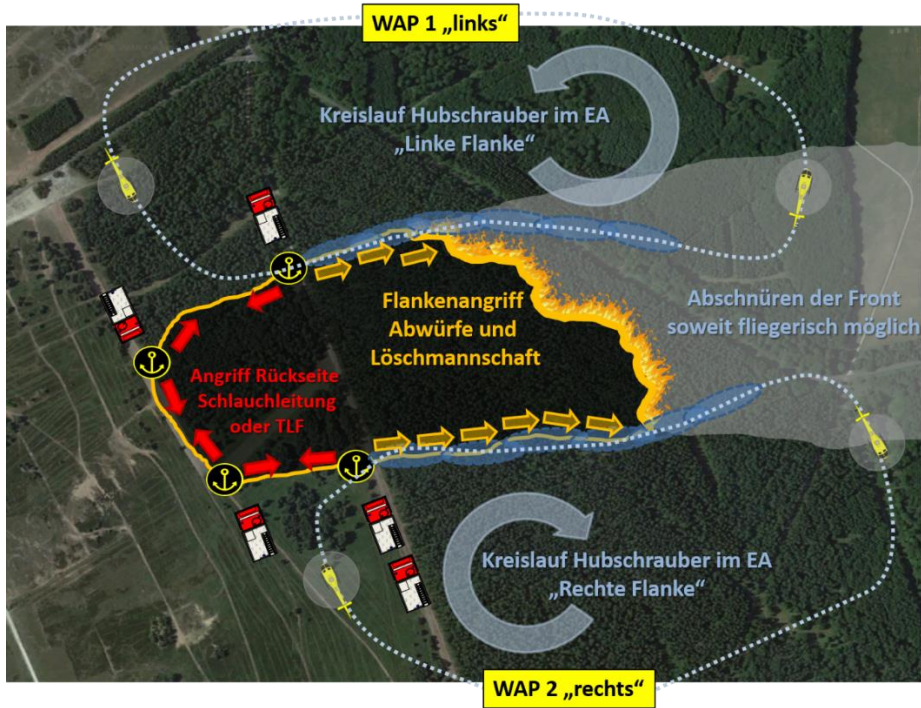 WAP 1 „links“
Kreislauf Hubschrauber im EA
„Linke Flanke“
Flankenangriff
Abwürfe und
Löschmannschaft
Abschnüren der Front
soweit fliegerisch möglich
Angriff Rückseite
Schlauchleitung
oder TLF
Kreislauf Hubschrauber im EA
„Rechte Flanke“
WAP 2 „rechts“